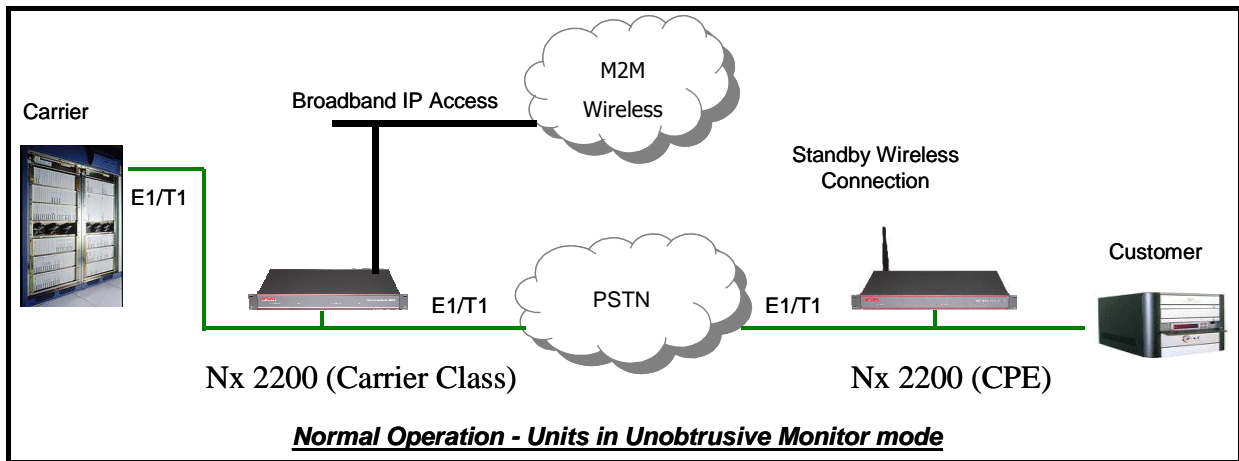 M2M
Wireless
Broadband IP Access
Carrier
E1/T1
Standby Wireless
Connection
Customer
E1/T1
PSTN
E1/T1
Nx 2200 (Carrier Class)
Nx 2200 (CPE)
Normal Operation - Units in Unobtrusive Monitor mode